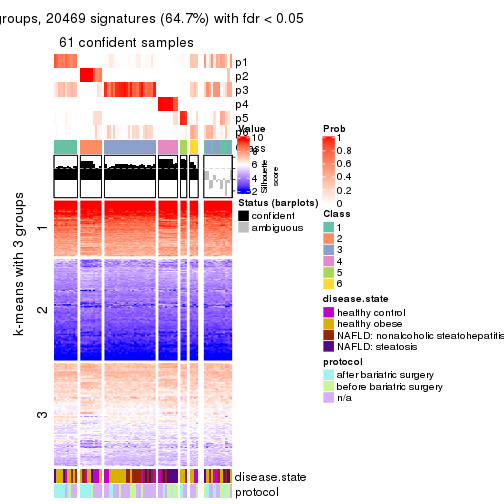 groups, 20469 signatures (64.7%) with fdr < 0.05
61 confident samples
p1
p2
p3
p4
p5
k-means with 3 groups
1
2
3
Value
10
8
6
4
2
Silhouette
score
Status (barplots)
confident
ambiguous
Prob
1
0.8
0.6
0.4
0.2
0
Class
1
2
3
4
5
6
disease.state
healthy control
healthy obese
NAFLD: nonalcoholic steatohepatitis
NAFLD: steatosis
protocol
after bariatric surgery
before bariatric surgery
n/a
disease.state
protocol